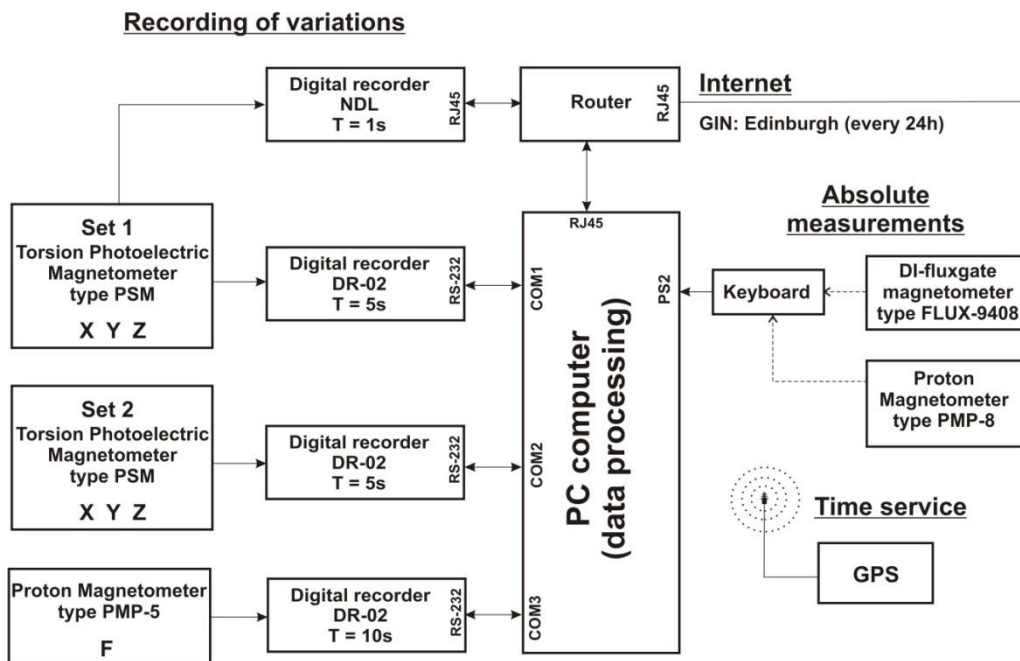 Recording of variations
Digital recorder
NDL
T = 1s
RJ45
Router
RJ45
Internet
GIN: Edinburgh (every 24h)
Set 1
Torsion Photoelectric
Magnetometer
type PSM
X Y Z
Digital recorder
DR-02
T = 5s
RS-232
RJ45
COM1
COM2
COM3
PS2
PC computer
(data processing)
Absolute
measurements
Keyboard
DI-fluxgate
magnetometer
type FLUX-9408
Proton
Magnetometer
type PMP-8
Set 2
Torsion Photoelectric
Magnetometer
type PSM
X Y Z
Digital recorder
DR-02
T = 5s
RS-232
Time service
GPS
Proton Magnetometer
type PMP-5
F
Digital recorder
DR-02
T = 10s
RS-232